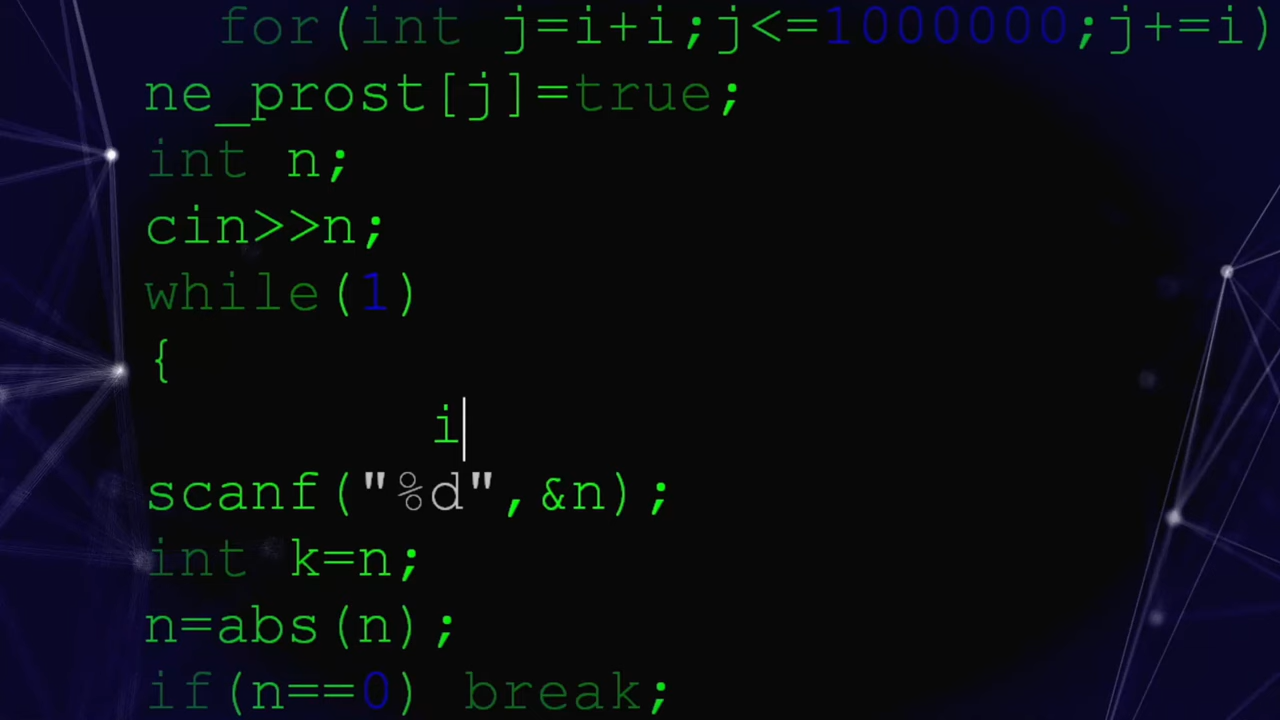 for(int j=i+i;j<=1000000;j+=i)
ne_prost[j]=true;
int n;
cin>>n;
while(1)
{
i
scanf("%d",&n);
int k=n;
n=abs(n);
if(n==0) break;